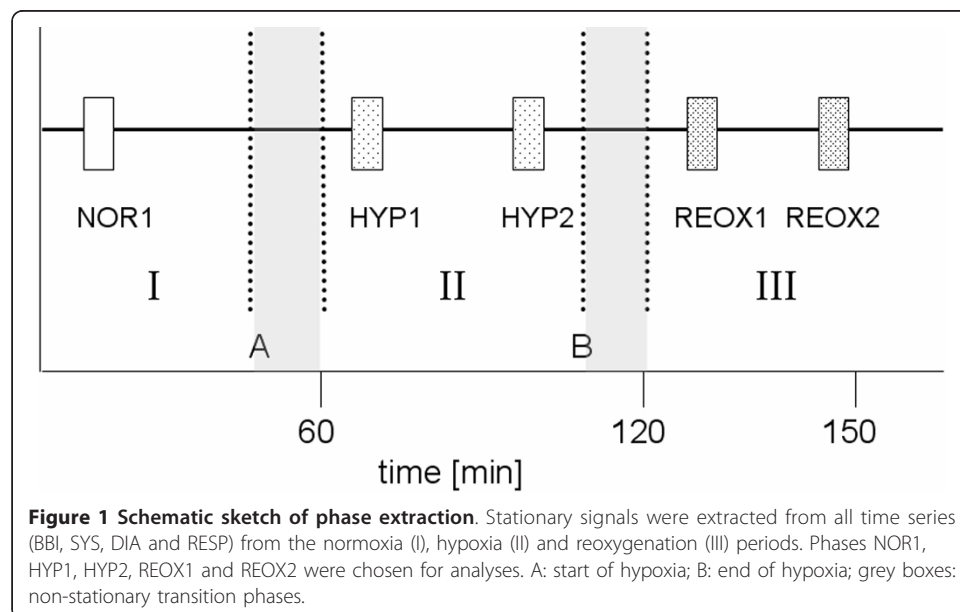 NOR1 HYP1 HYP2 REOX1 REOX2
I II III
A B
60 120 150
time [min]
Figure 1 Schematic sketch of phase extraction. Stationary signals were extracted from all time series
(BBI, SYS, DIA and RESP) from the normoxia (I), hypoxia (II) and reoxygenation (III) periods. Phases NOR1,
HYP1, HYP2, REOX1 and REOX2 were chosen for analyses. A: start of hypoxia; B: end of hypoxia; grey boxes:
non-stationary transition phases.